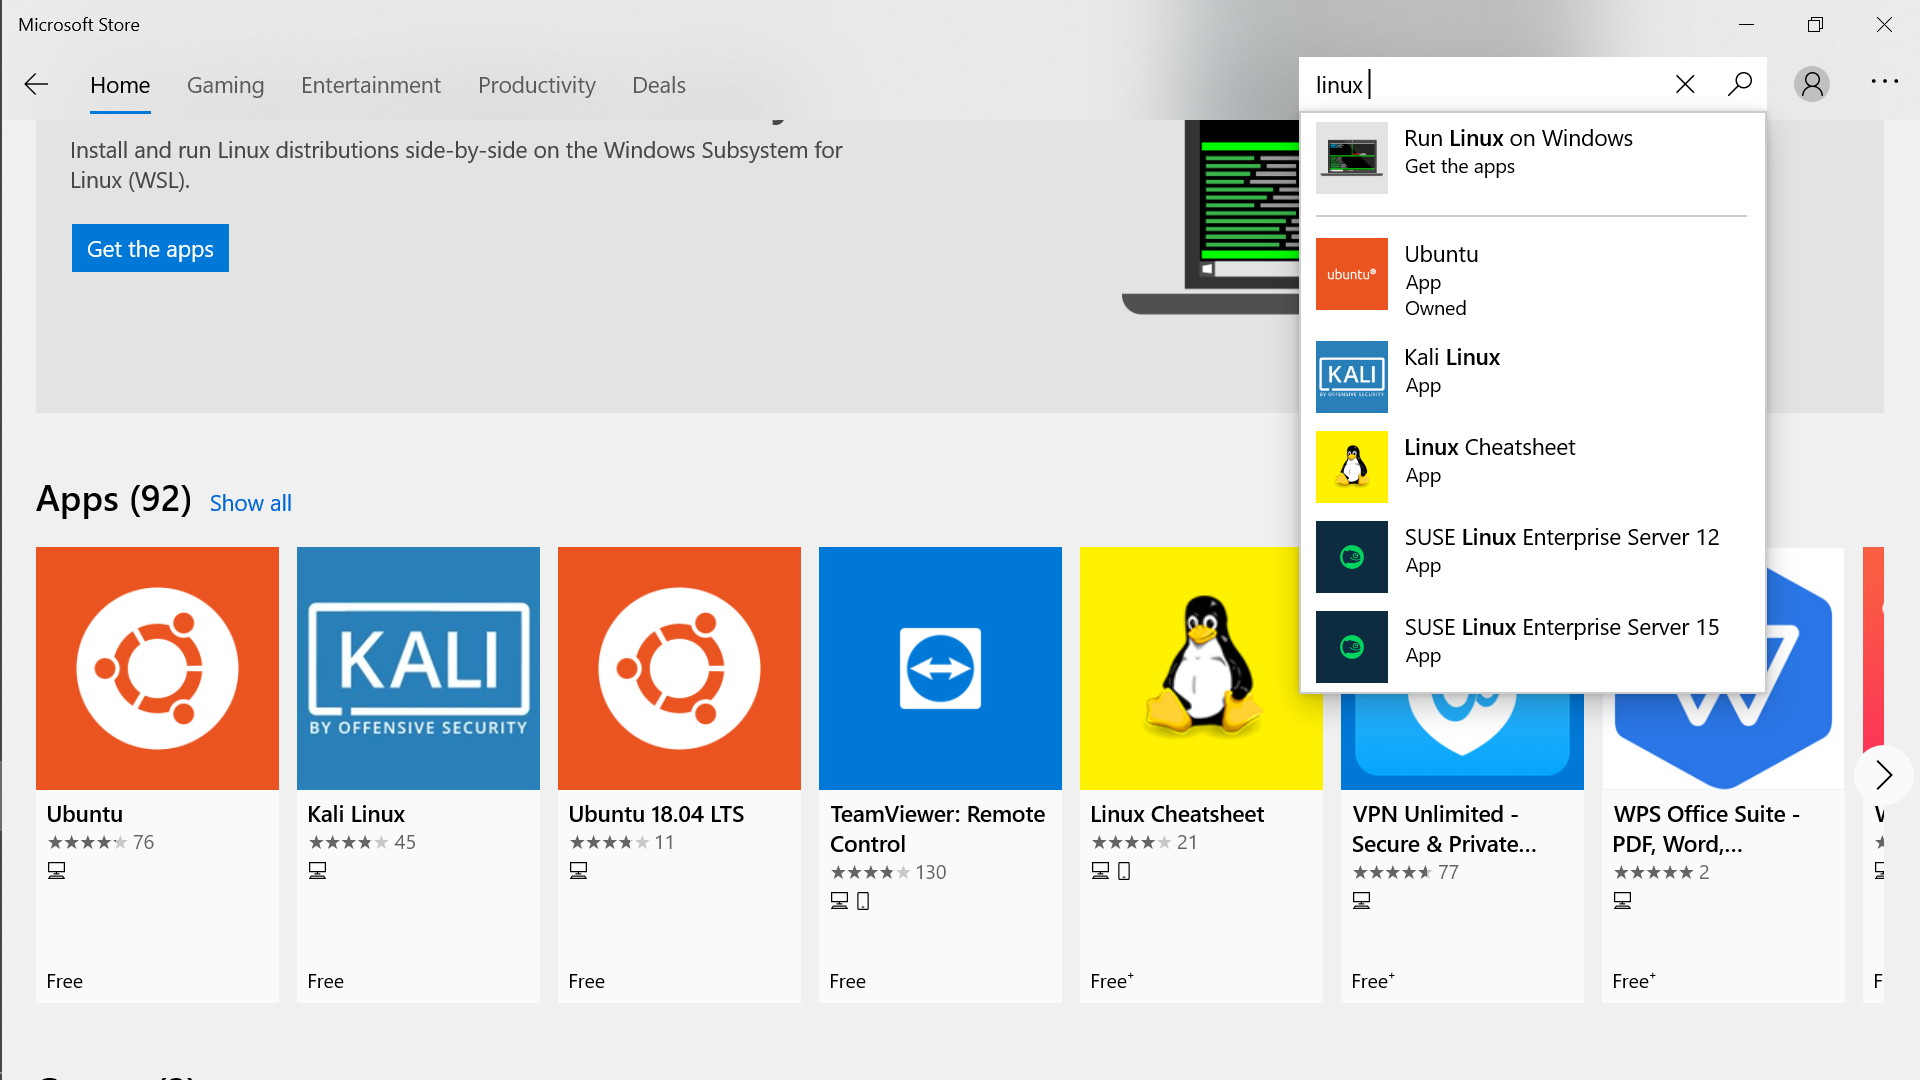 Microsoft Store
Home
Gaming
Entertainment
Productivity
Deals
linux
Install and run Linux distributions side-by-side on the Windows Subsystem for
Linux (WSL).
Get the apps
Run Linux on Windows
Get the apps
ubuntu
Ubuntu
App
Owned
KALI
BY OFFENSIVE SECURITY
Kali Linux
App
Linux Cheatsheet
App
SUSE Linux Enterprise Server 12
App
SUSE Linux Enterprise Server 15
App
Apps (92) Show all
KALI
BY OFFENSIVE SECURITY
Ubuntu
76
Free
Kali Linux
45
Free
Ubuntu 18.04 LTS
11
Free
TeamViewer: Remote
Control
130
Free
Linux Cheatsheet
21
Free+
VPN Unlimited -
Secure & Private...
77
Free+
W
WPS Office Suite -
PDF, Word,...
2
Free+